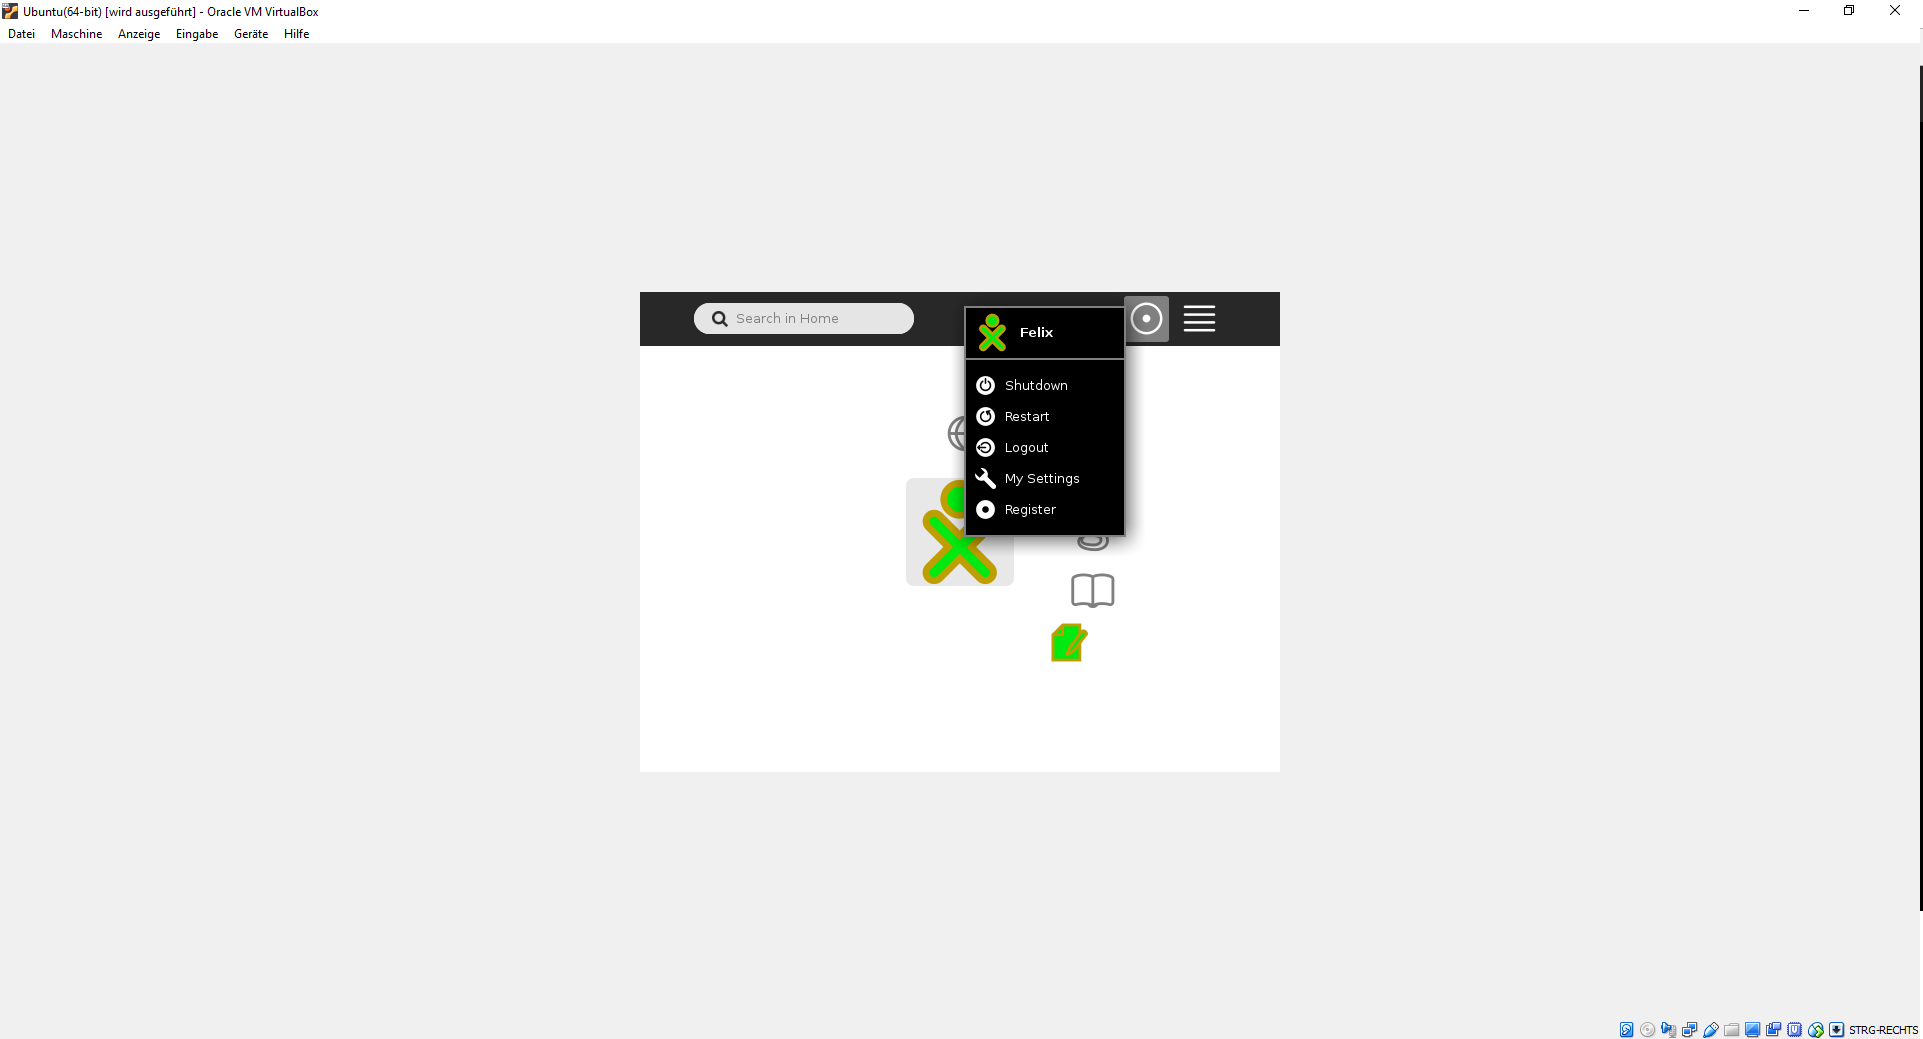 Ubuntu(64-bit) [wird ausgeführt] - Oracle VM VirtualBox
Datei Maschine Anzeige Eingabe Geräte Hilfe
Search in Home
Felix
Shutdown
Restart
Logout
My Settings
Register
STRG-RECHTS